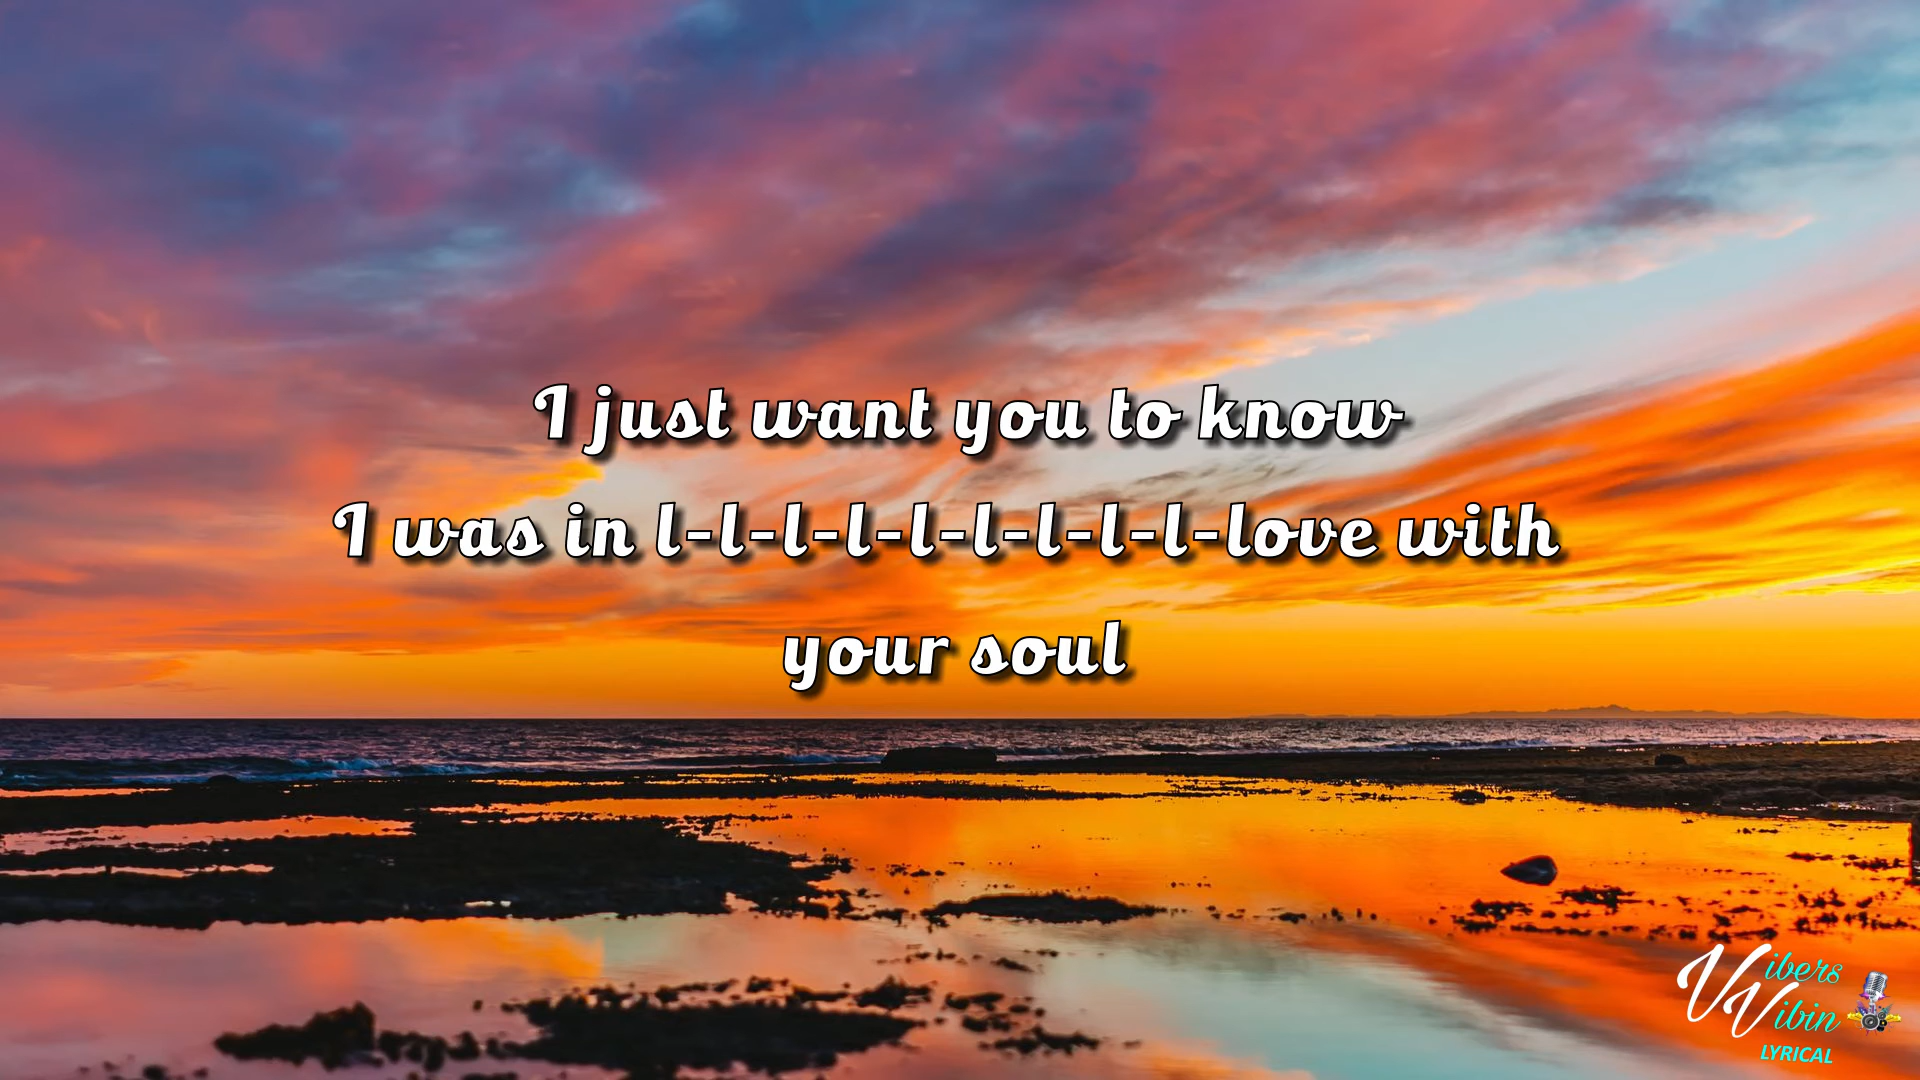 I just want you to know
I was in l-l-l-l-l-l-l-l-l-love with
your soul
Vibers
Vibin
LYRICAL